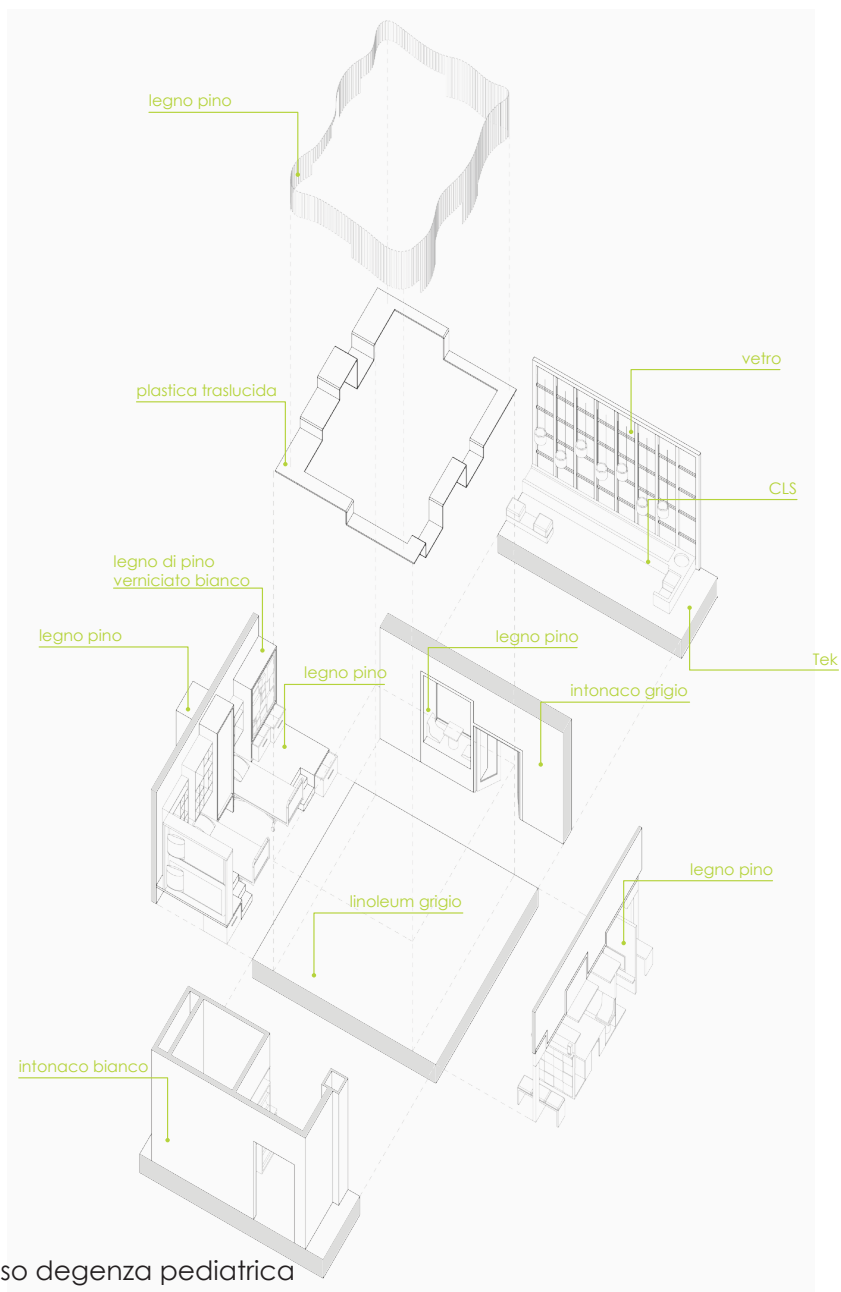 legno pino
vetro
plastica traslucida
CLS
legno di pino
verniciato bianco
legno pino
legno pino
legno pino
Tek
intonaco grigio
legno pino
linoleum grigio
intonaco bianco
so degenza pediatrica